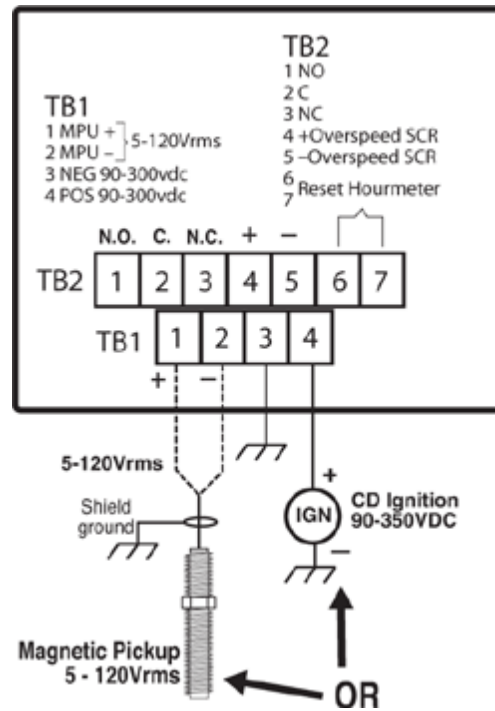 TB2
1 NO
2 C
3 NC
4 +Overspeed SCR
5 –Overspeed SCR
6
7 Reset Hourmeter
TB1
1 MPU +
2 MPU –
5-120Vrms
3 NEG 90-300vdc
4 POS 90-300vdc
N.O. C. N.C. + –
TB2 1 2 3 4 5 6 7
TB1 1 2 3 4
+ –
5-120Vrms
Shield
ground
+
IGN
–
CD Ignition
90-350VDC
Magnetic Pickup
5 - 120Vrms
OR